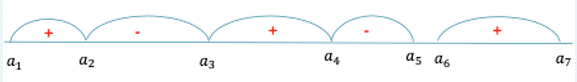 + - + - +
a₁ a₂ a₃ a₄ a₅ a₆ a₇